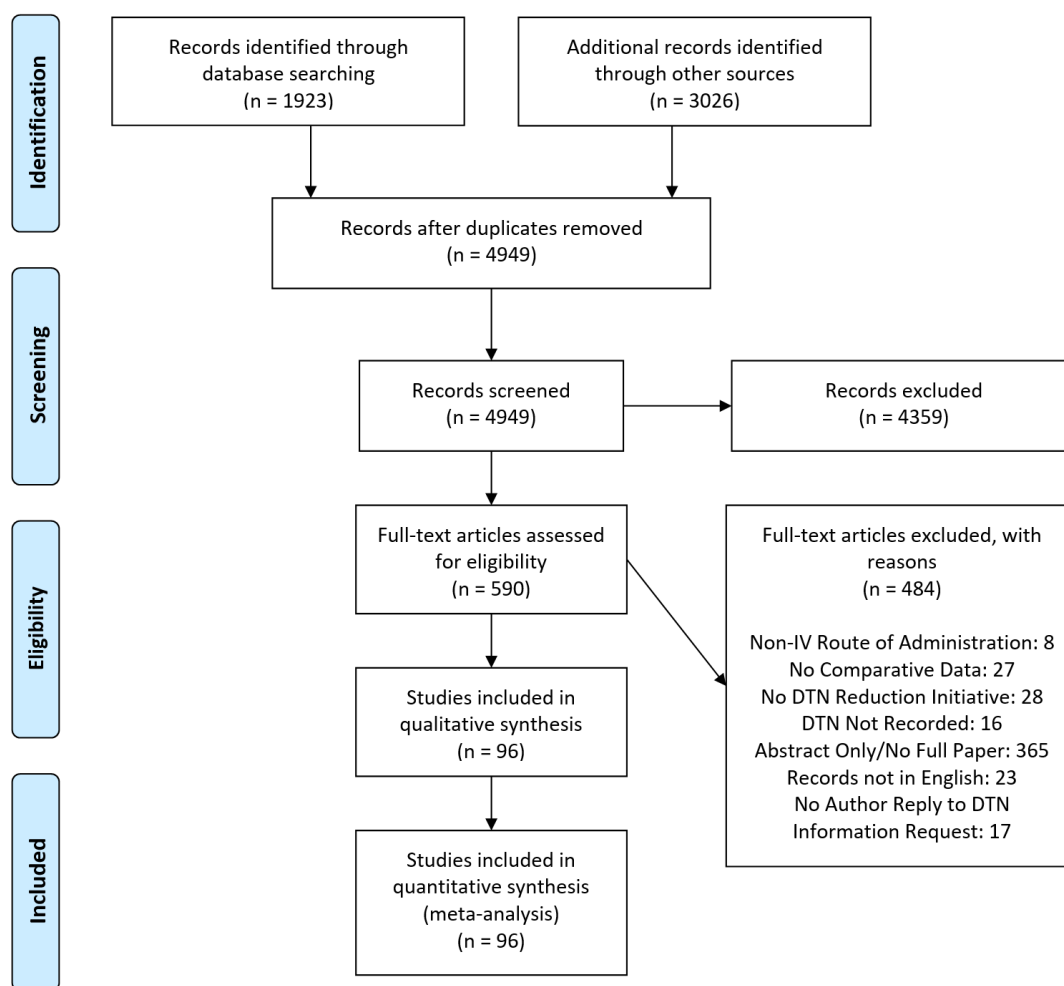 Identification
Records identified through
database searching
(n = 1923)
Additional records identified
through other sources
(n = 3026)
Records after duplicates removed
(n = 4949)
Screening
Records screened
(n = 4949)
Records excluded
(n = 4359)
Eligibility
Full-text articles assessed
for eligibility
(n = 590)
Full-text articles excluded, with
reasons
(n = 484)
Non-IV Route of Administration: 8
No Comparative Data: 27
No DTN Reduction Initiative: 28
DTN Not Recorded: 16
Abstract Only/No Full Paper: 365
Records not in English: 23
No Author Reply to DTN
Information Request: 17
Studies included in
qualitative synthesis
(n = 96)
Included
Studies included in
quantitative synthesis
(meta-analysis)
(n = 96)